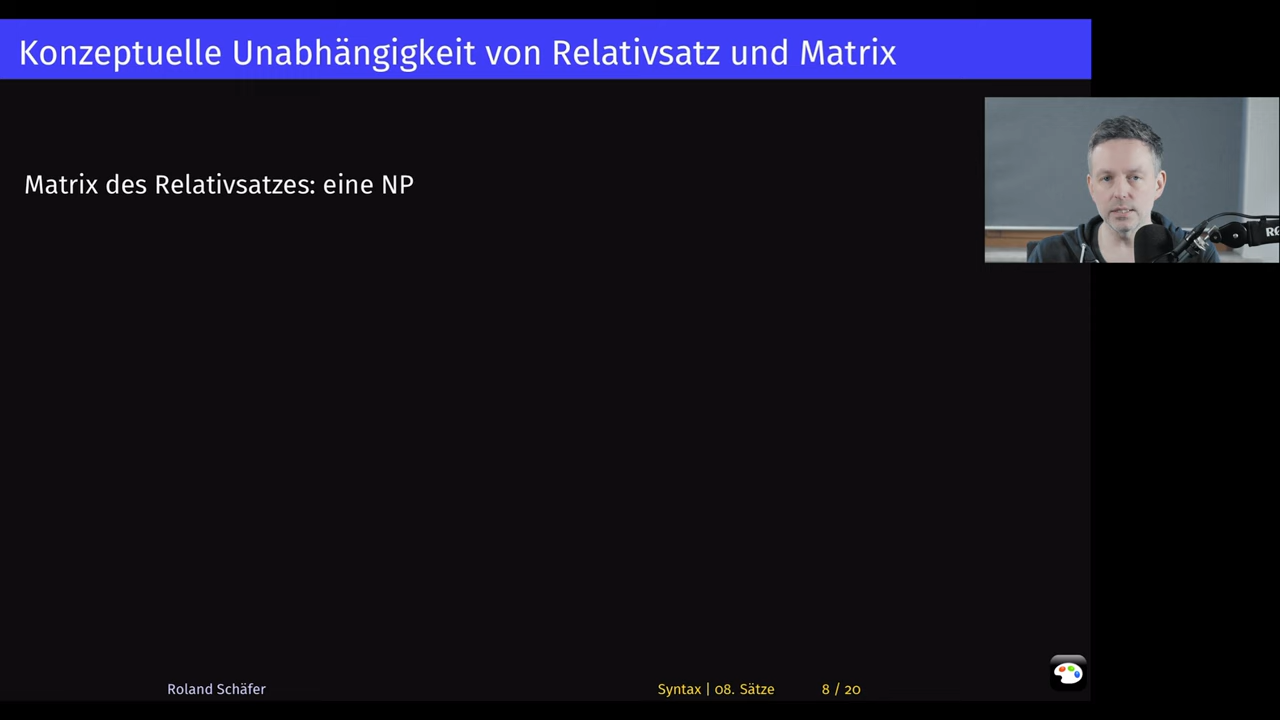 Konzeptuelle Unabhängigkeit von Relativsatz und Matrix
Matrix des Relativsatzes: eine NP
Roland Schäfer
Syntax | 08. Sätze
8 / 20